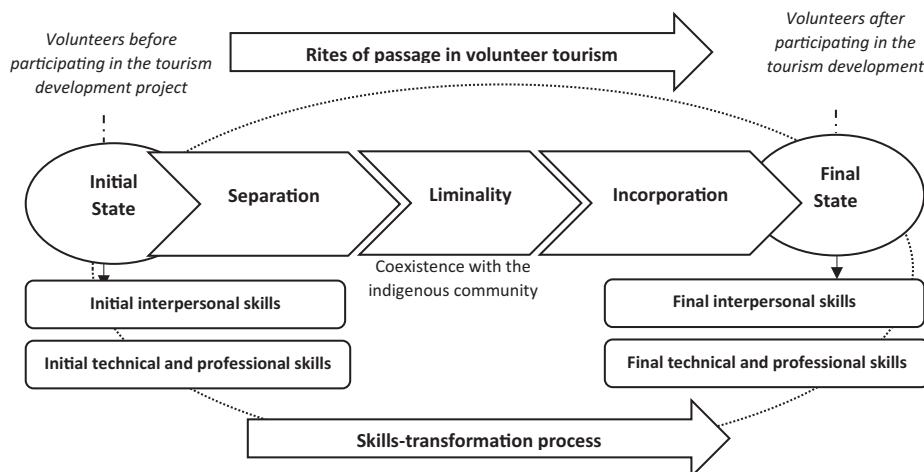 Volunteers before
participating in the tourism
development project
Rites of passage in volunteer tourism
Volunteers after
participating in the
tourism development
Initial
State
Separation
Liminality
Incorporation
Final
State
Coexistence with the
indigenous community
Initial interpersonal skills
Initial technical and professional skills
Final interpersonal skills
Final technical and professional skills
Skills-transformation process